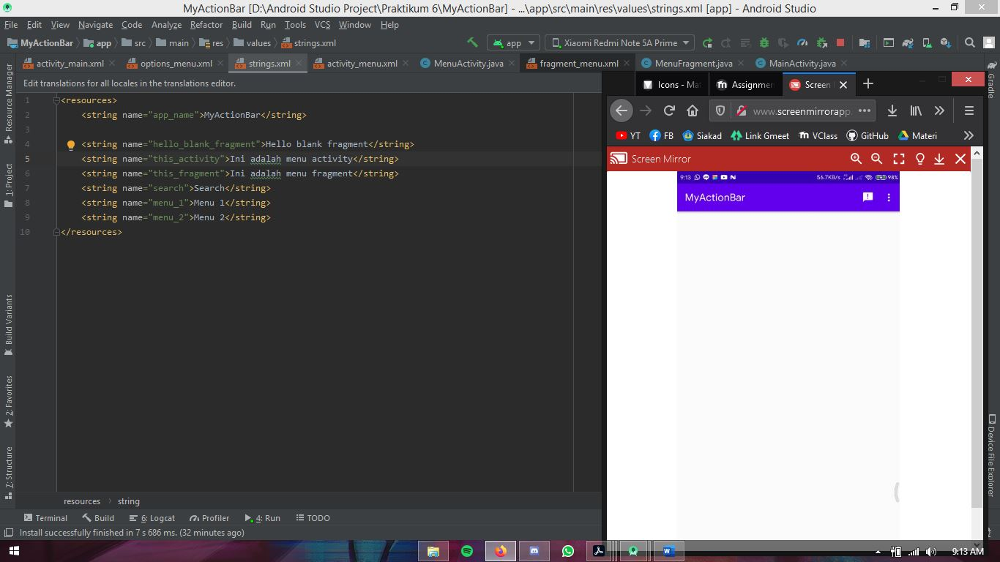 MyActionBar [D:\Android Studio Project\Praktikum 6\MyActionBar] - ...\app\src\main\res\values\strings.xml [app] - Android Studio
File Edit View Navigate Code Analyze Refactor Build Run Tools VCS Window Help
MyActionBar app src main res values strings.xml app Xiaomi Redmi Note 5A Prime
activity_main.xml options_menu.xml strings.xml activity_menu.xml MenuActivity.java fragment_menu.xml MenuFragment.java MainActivity.java
Edit translations for all locales in the translations editor.
1 <resources>
2 <string name="app_name">MyActionBar</string>
3
4 <string name="hello_blank_fragment">Hello blank fragment</string>
5 <string name="this_activity">Ini adalah menu activity</string>
6 <string name="this_fragment">Ini adalah menu fragment</string>
7 <string name="search">Search</string>
8 <string name="menu_1">Menu 1</string>
9 <string name="menu_2">Menu 2</string>
10 </resources>
resources string
Resource Manager
1: Project
Build Variants
2: Favorites
7: Structure
Icons - Ma
Assignme
Screen
www.screenmirrorapp.
YT FB Siakad Link Gmeet VClass GitHub Materi
Screen Mirror
9:13 56.7KB/s 98%
MyActionBar
Gradle
Device File Explorer
Terminal Build 6: Logcat Profiler 4: Run TODO
Install successfully finished in 7 s 686 ms. (32 minutes ago)
9:13 AM